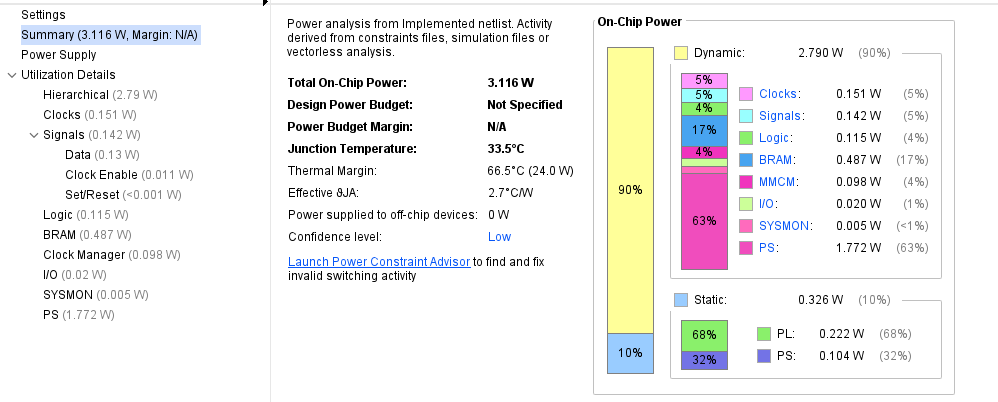 Settings
Summary (3.116 W, Margin: N/A)
Power Supply
Utilization Details
Hierarchical (2.79 W)
Clocks (0.151 W)
Signals (0.142 W)
Data (0.13 W)
Clock Enable (0.011 W)
Set/Reset (<0.001 W)
Logic (0.115 W)
BRAM (0.487 W)
Clock Manager (0.098 W)
I/O (0.02 W)
SYSMON (0.005 W)
PS (1.772 W)
Power analysis from Implemented netlist. Activity
derived from constraints files, simulation files or
vectorless analysis.
Total On-Chip Power: 3.116 W
Design Power Budget: Not Specified
Power Budget Margin: N/A
Junction Temperature: 33.5°C
Thermal Margin: 66.5°C (24.0 W)
Effective ϑJA: 2.7°C/W
Power supplied to off-chip devices: 0 W
Confidence level: Low
Launch Power Constraint Advisor to find and fix
invalid switching activity
On-Chip Power
90%
10%
Dynamic: 2.790 W (90%)
5%
5%
4%
17%
4%
63%
Clocks: 0.151 W (5%)
Signals: 0.142 W (5%)
Logic: 0.115 W (4%)
BRAM: 0.487 W (17%)
MMCM: 0.098 W (4%)
I/O: 0.020 W (1%)
SYSMON: 0.005 W (<1%)
PS: 1.772 W (63%)
Static: 0.326 W (10%)
68%
32%
PL: 0.222 W (68%)
PS: 0.104 W (32%)